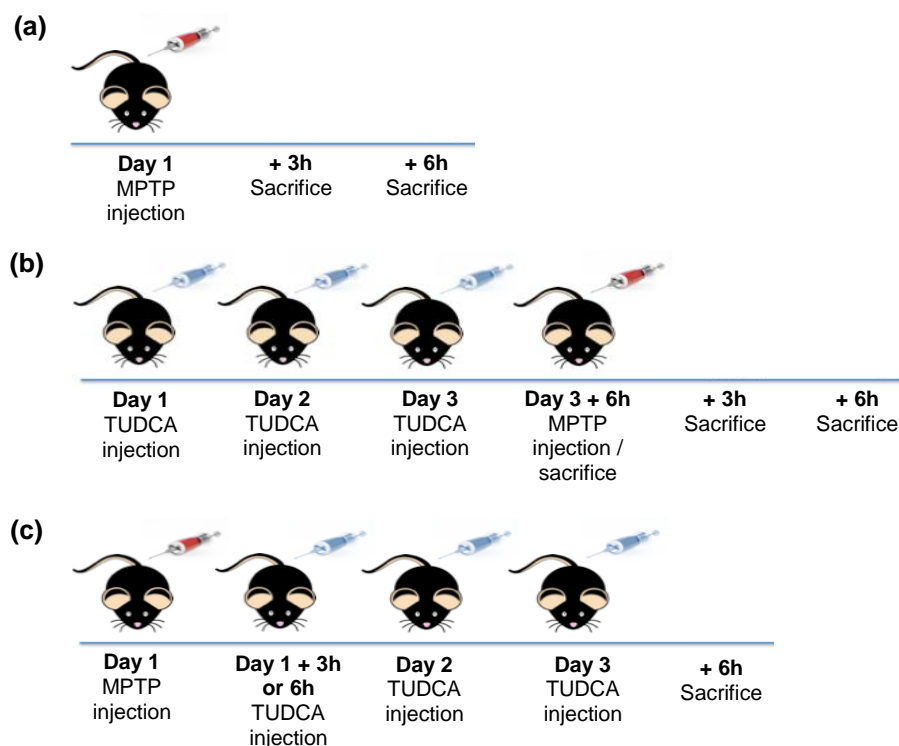 (a)
Day 1 + 3h + 6h
MPTP Sacrifice Sacrifice
injection
(b)
Day 1 Day 2 Day 3 Day 3 + 6h + 3h + 6h
TUDCA TUDCA TUDCA MPTP Sacrifice Sacrifice
injection injection injection injection /
sacrifice
(c)
Day 1 Day 1 + 3h Day 2 Day 3 + 6h
MPTP or 6h TUDCA TUDCA Sacrifice
injection TUDCA injection injection
injection